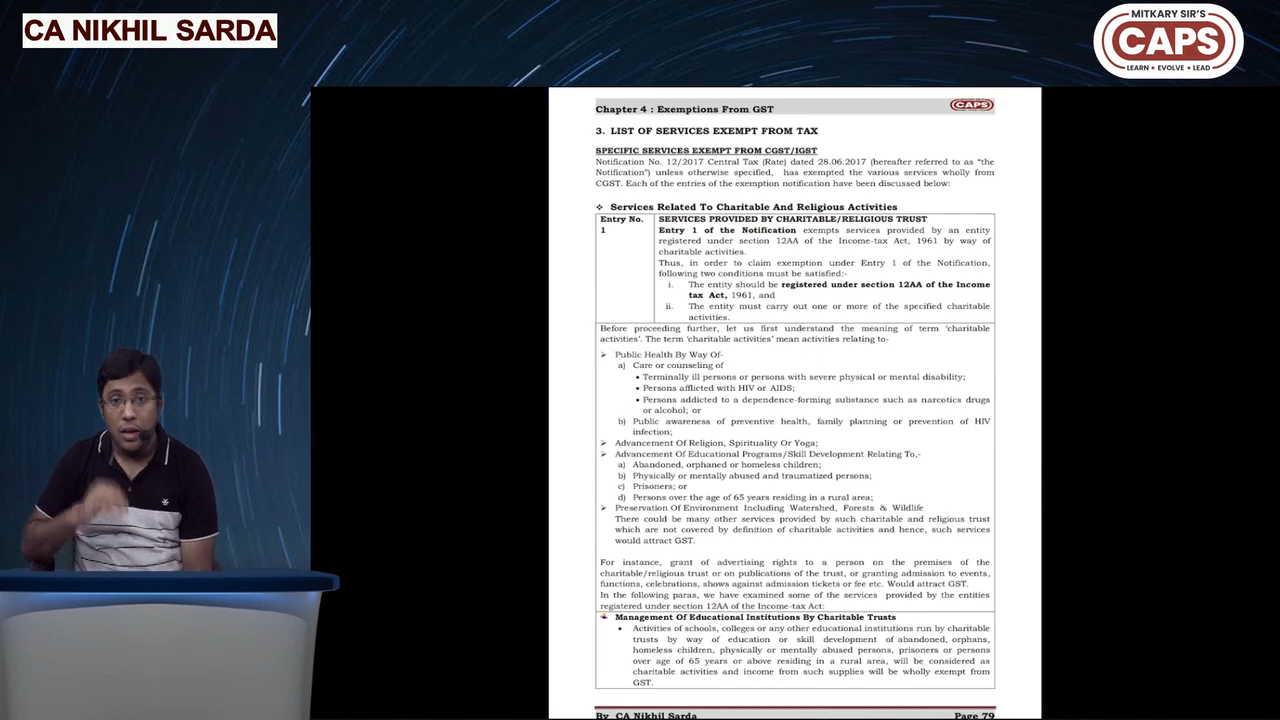 CA NIKHIL SARDA
MITKARY SIR'S
CAPS
LEARN • EVOLVE • LEAD
Chapter 4 : Exemptions From GST
CAPS
3. LIST OF SERVICES EXEMPT FROM TAX
SPECIFIC SERVICES EXEMPT FROM CGST/IGST
Notification No. 12/2017 Central Tax (Rate) dated 28.06.2017 (hereafter referred to as "the
Notification") unless otherwise specified, has exempted the various services wholly from
CGST. Each of the entries of the exemption notification have been discussed below:
❖ Services Related To Charitable And Religious Activities
Entry No. SERVICES PROVIDED BY CHARITABLE/RELIGIOUS TRUST
1 Entry 1 of the Notification exempts services provided by an entity
registered under section 12AA of the Income-tax Act, 1961 by way of
charitable activities.
Thus, in order to claim exemption under Entry 1 of the Notification,
following two conditions must be satisfied:-
i. The entity should be registered under section 12AA of the Income
tax Act, 1961, and
ii. The entity must carry out one or more of the specified charitable
activities.
Before proceeding further, let us first understand the meaning of term 'charitable
activities'. The term 'charitable activities' mean activities relating to-
➢ Public Health By Way Of-
a) Care or counseling of
• Terminally ill persons or persons with severe physical or mental disability;
• Persons afflicted with HIV or AIDS;
• Persons addicted to a dependence-forming substance such as narcotics drugs
or alcohol; or
b) Public awareness of preventive health, family planning or prevention of HIV
infection;
➢ Advancement Of Religion, Spirituality Or Yoga;
➢ Advancement Of Educational Programs/Skill Development Relating To,-
a) Abandoned, orphaned or homeless children;
b) Physically or mentally abused and traumatized persons;
c) Prisoners; or
d) Persons over the age of 65 years residing in a rural area;
➢ Preservation Of Environment Including Watershed, Forests & Wildlife
There could be many other services provided by such charitable and religious trust
which are not covered by definition of charitable activities and hence, such services
would attract GST.
For instance, grant of advertising rights to a person on the premises of the
charitable/religious trust or on publications of the trust, or granting admission to events,
functions, celebrations, shows against admission tickets or fee etc. Would attract GST.
In the following paras, we have examined some of the services provided by the entities
registered under section 12AA of the Income-tax Act:
Management Of Educational Institutions By Charitable Trusts
• Activities of schools, colleges or any other educational institutions run by charitable
trusts by way of education or skill development of abandoned, orphans,
homeless children, physically or mentally abused persons, prisoners or persons
over age of 65 years or above residing in a rural area, will be considered as
charitable activities and income from such supplies will be wholly exempt from
GST.
By CA Nikhil Sarda Page 79